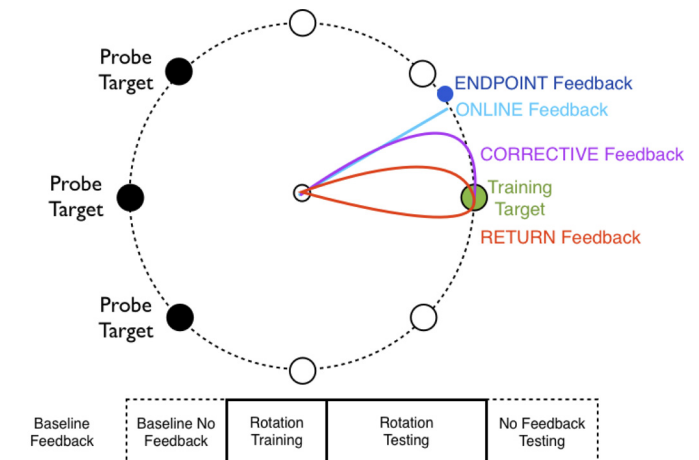 Probe
Target
ENDPOINT Feedback
ONLINE Feedback
CORRECTIVE Feedback
Probe
Target
Training
Target
RETURN Feedback
Probe
Target
Baseline
Feedback
Baseline No
Feedback
Rotation
Training
Rotation
Testing
No Feedback
Testing